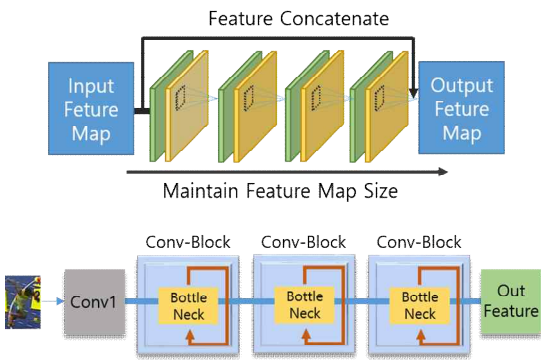 Feature Concatenate
Input
Feture
Map
Output
Feture
Map
Maintain Feature Map Size
Conv-Block
Conv-Block
Conv-Block
Conv1
Bottle
Neck
Bottle
Neck
Bottle
Neck
Out
Feature